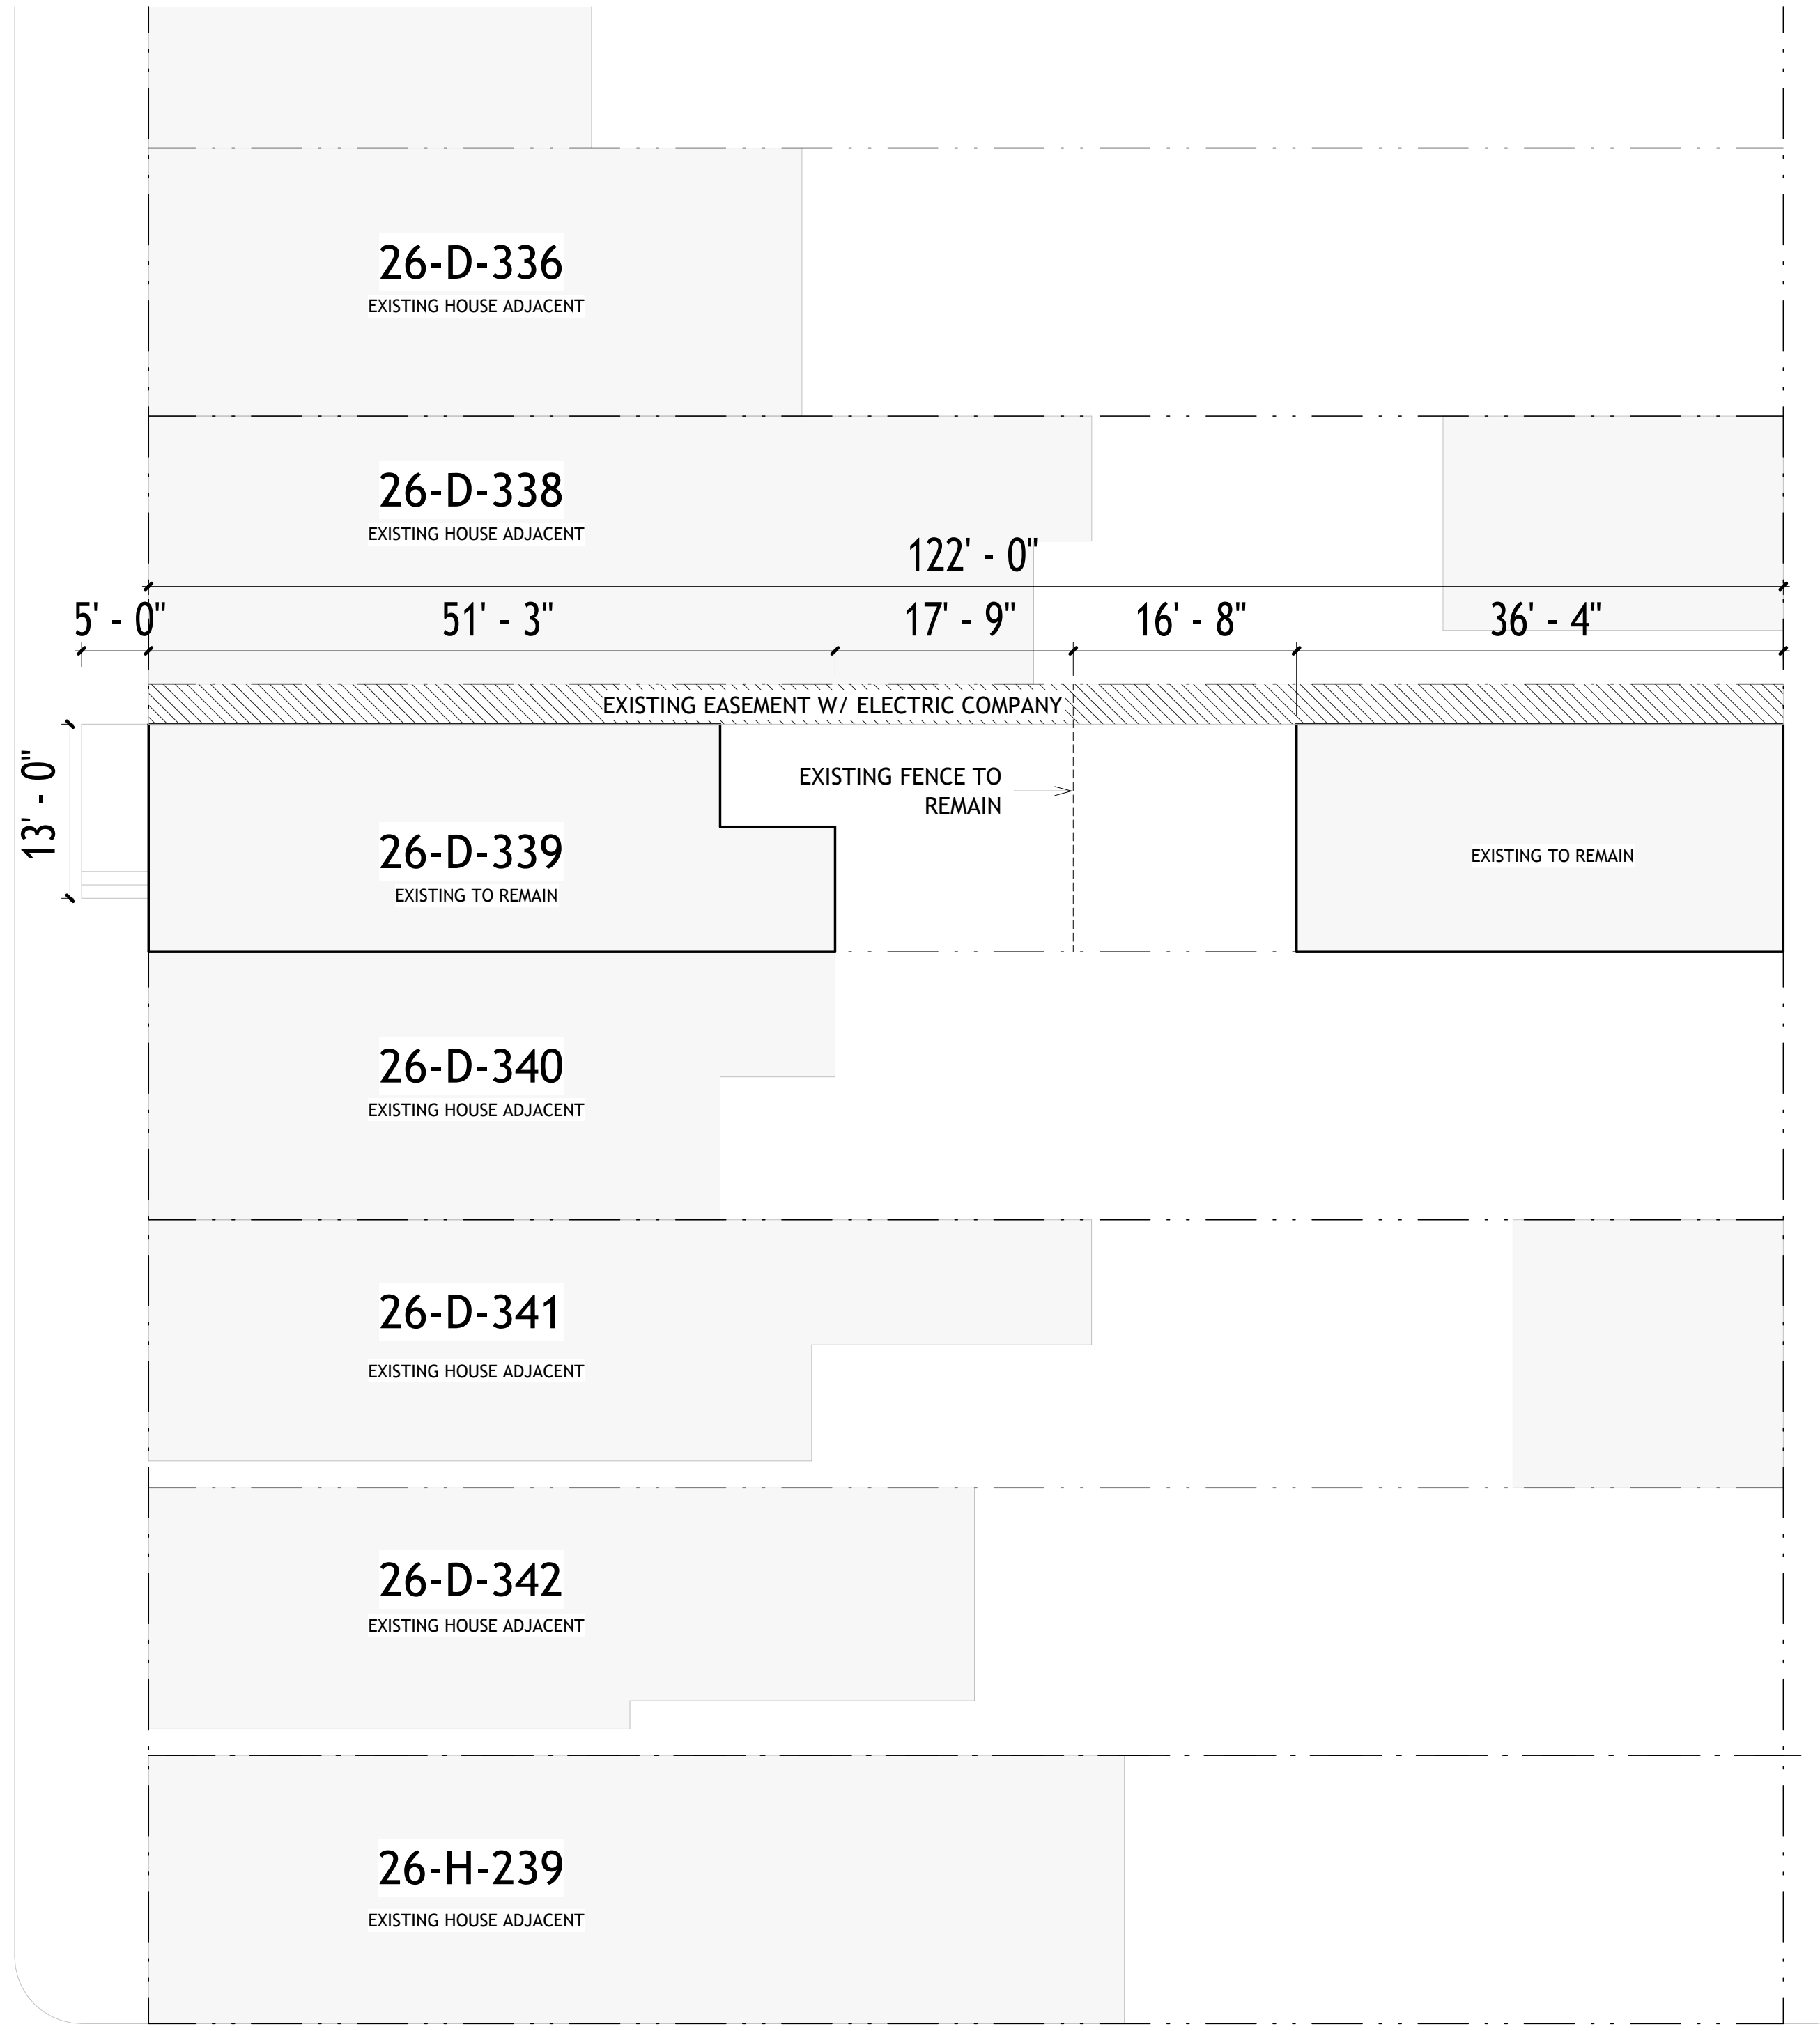 26-D-336
EXISTING HOUSE ADJACENT
26-D-338
EXISTING HOUSE ADJACENT
122' - 0"
5' - 0"
51' - 3"
17' - 9"
16' - 8"
36' - 4"
EXISTING EASEMENT W/ ELECTRIC COMPANY
13' - 0"
EXISTING FENCE TO
REMAIN
26-D-339
EXISTING TO REMAIN
EXISTING TO REMAIN
26-D-340
EXISTING HOUSE ADJACENT
26-D-341
EXISTING HOUSE ADJACENT
26-D-342
EXISTING HOUSE ADJACENT
26-H-239
EXISTING HOUSE ADJACENT